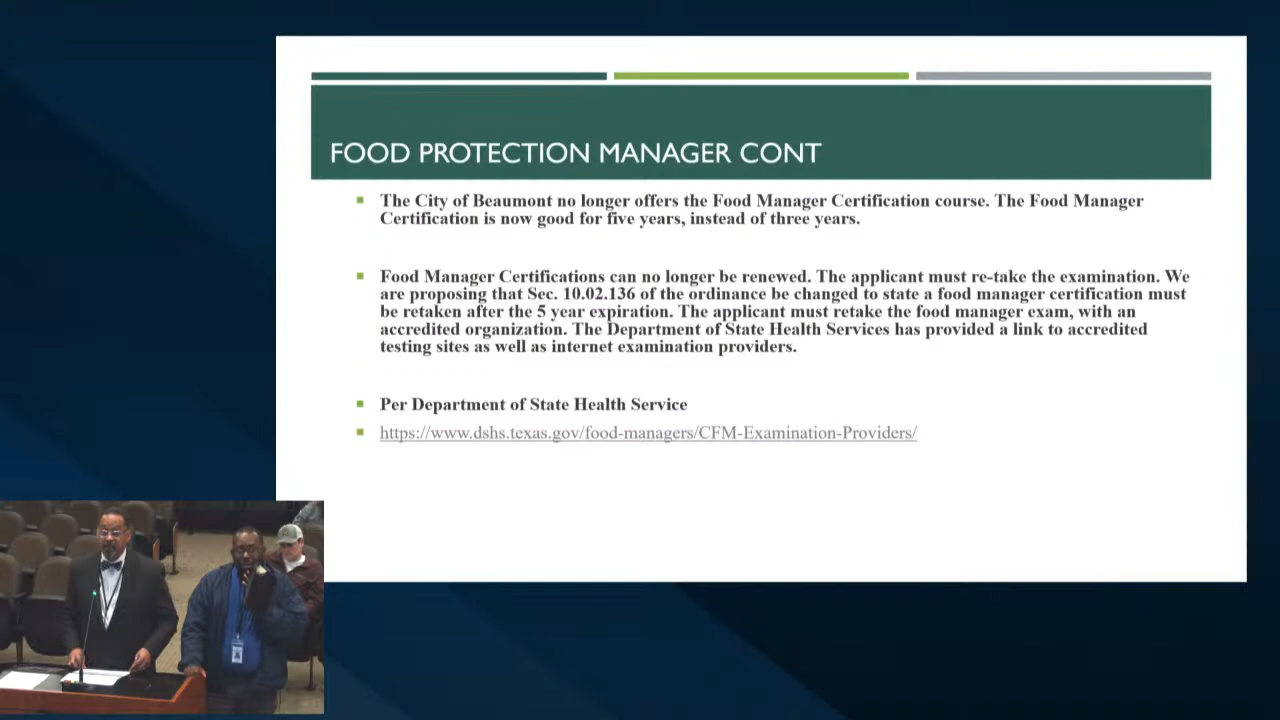 FOOD PROTECTION MANAGER CONT
The City of Beaumont no longer offers the Food Manager Certification course. The Food Manager
Certification is now good for five years, instead of three years.
Food Manager Certifications can no longer be renewed. The applicant must re-take the examination. We
are proposing that Sec. 10.02.136 of the ordinance be changed to state a food manager certification must
be retaken after the 5 year expiration. The applicant must retake the food manager exam, with an
accredited organization. The Department of State Health Services has provided a link to accredited
testing sites as well as internet examination providers.
Per Department of State Health Service
https://www.dshs.texas.gov/food-managers/CFM-Examination-Providers/